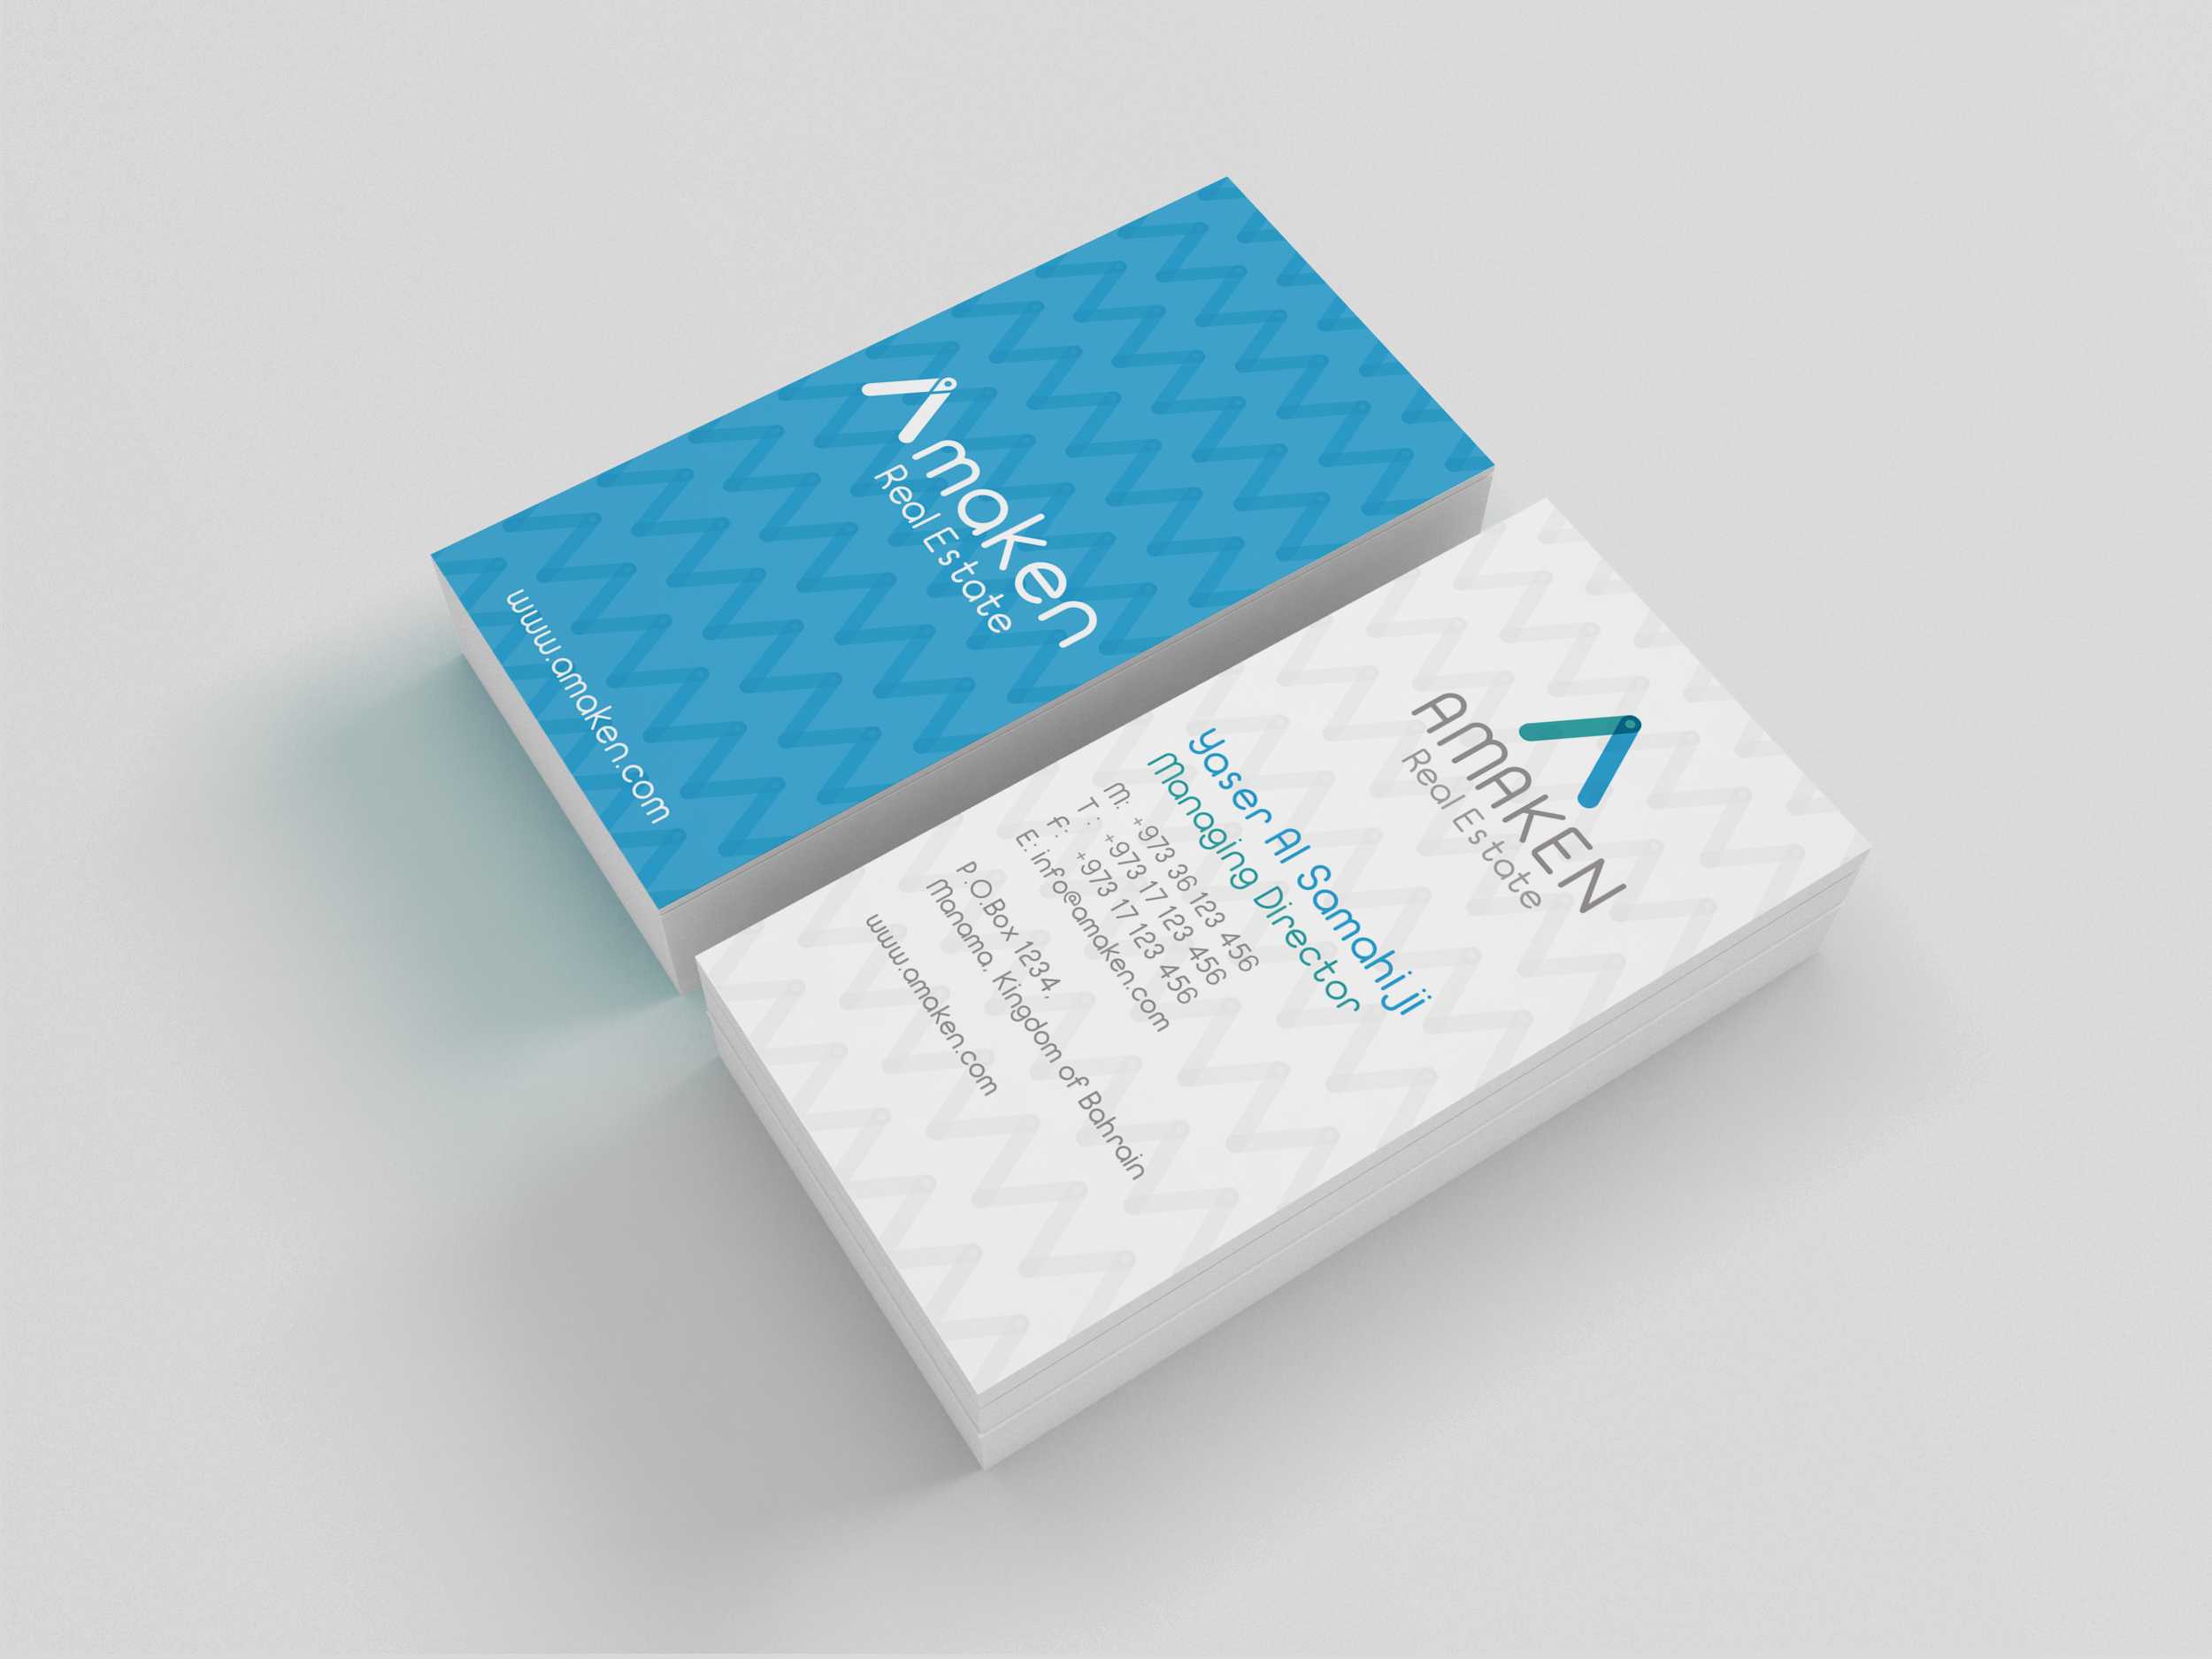 Amaken
Real Estate
www.amaken.com
AMAKEN
Real Estate
Yaser Al Samahiji
Managing Director
M: +973 36 123 456
T : +973 17 123 456
F: +973 17 123 456
E: info@amaken.com
P.O.Box 1234,
Manama, Kingdom of Bahrain
www.amaken.com